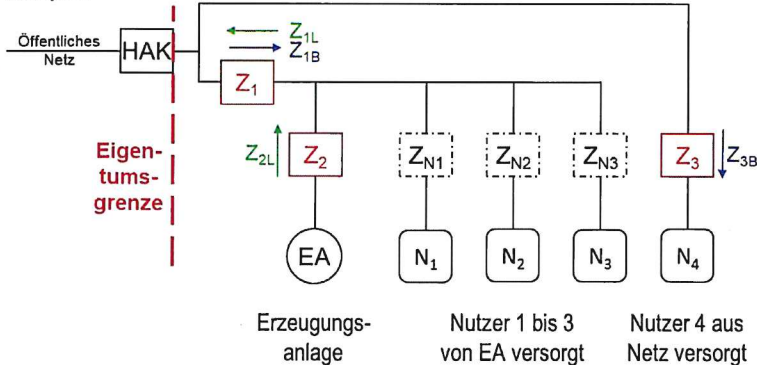 Öffentliches
Netz
HAK
Z1L
Z1B
Z1
Eigen-
tums-
grenze
Z2L
Z2
ZN1
ZN2
ZN3
Z3
Z3B
EA
N1
N2
N3
N4
Erzeugungs-
anlage
Nutzer 1 bis 3
von EA versorgt
Nutzer 4 aus
Netz versorgt